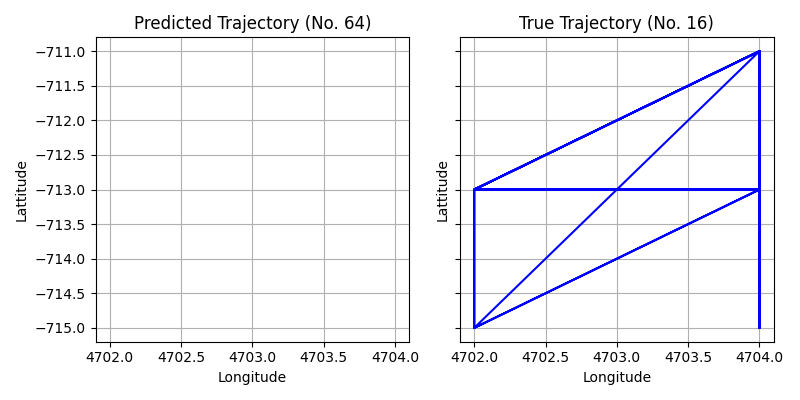 Predicted Trajectory (No. 64)
True Trajectory (No. 16)
Lattitude
−711.0
−711.5
−712.0
−712.5
−713.0
−713.5
−714.0
−714.5
−715.0
4702.0 4702.5 4703.0 4703.5 4704.0
Longitude
Lattitude
4702.0 4702.5 4703.0 4703.5 4704.0
Longitude